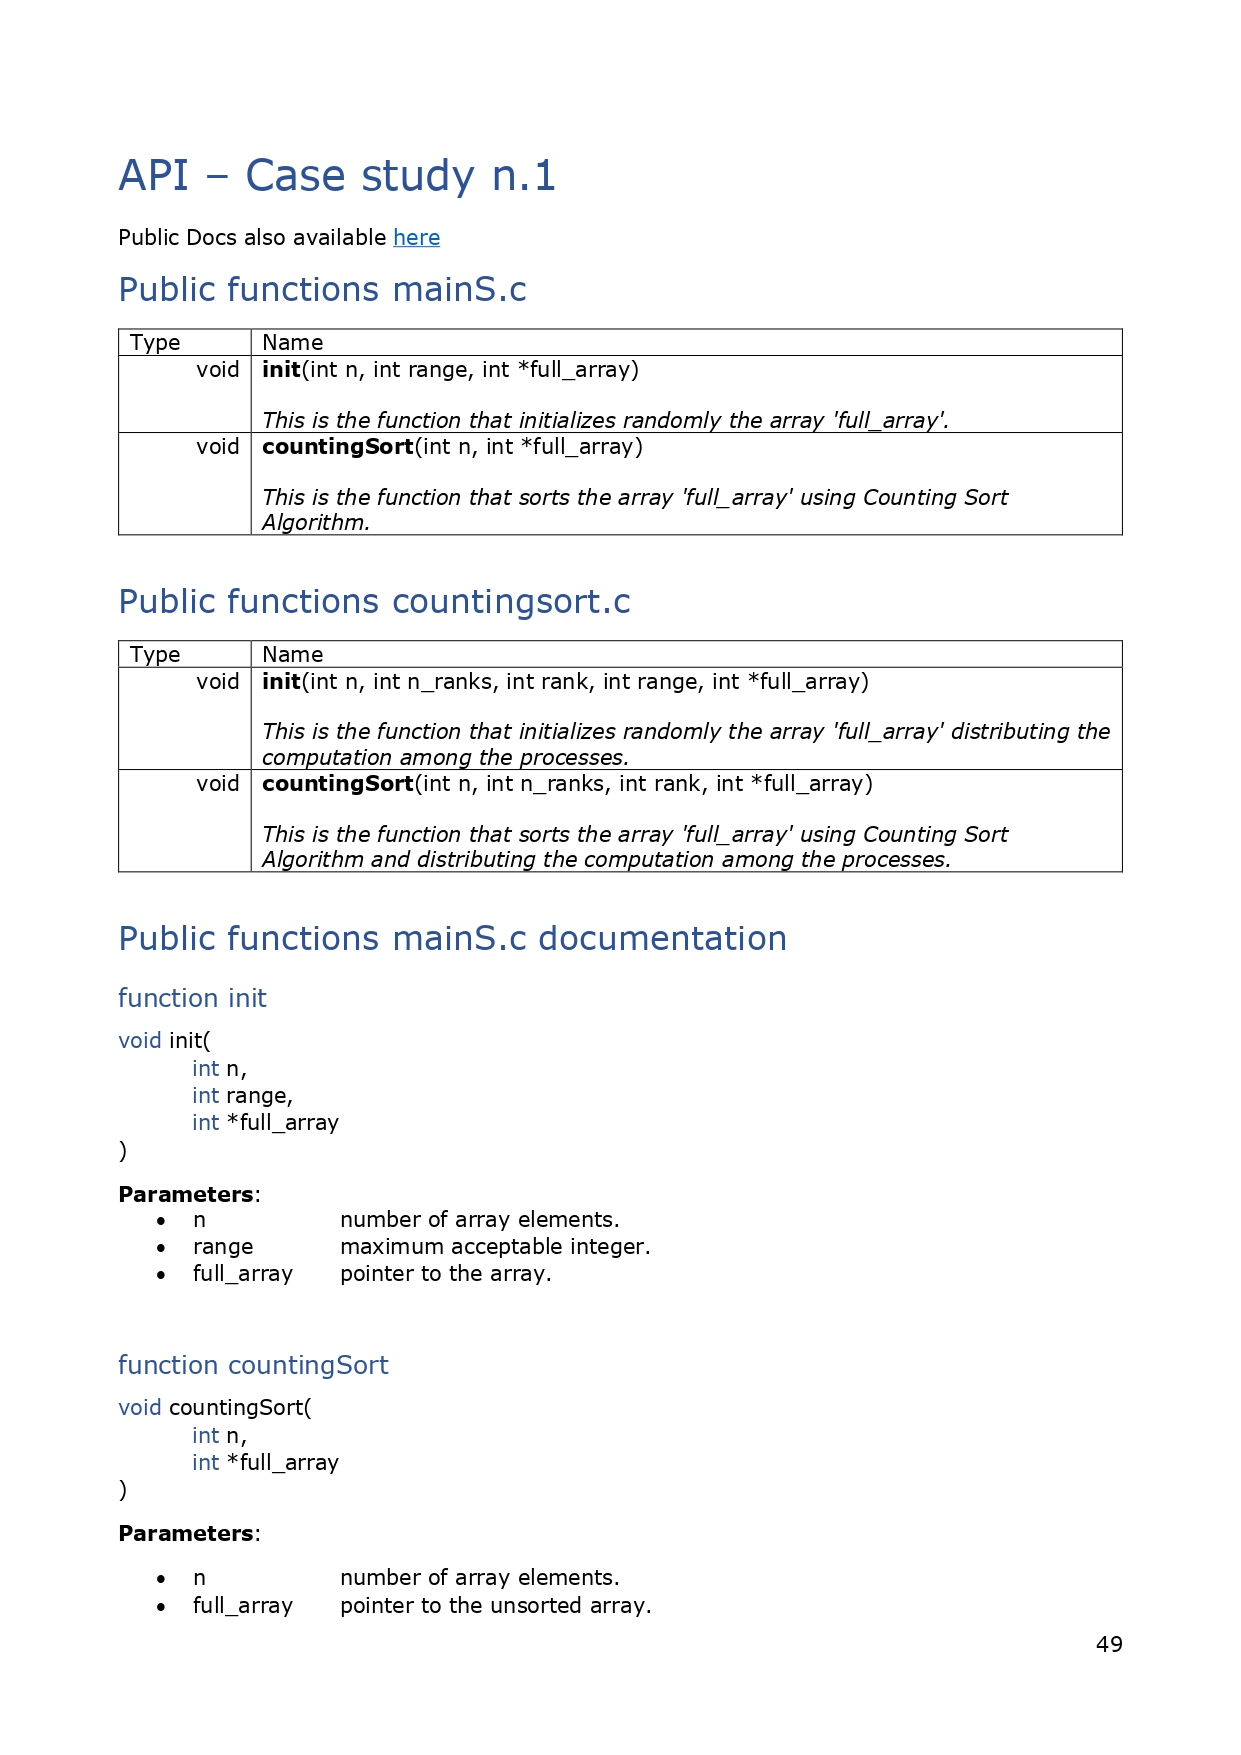 API – Case study n.1
Public Docs also available here
Public functions mainS.c
Type Name
void init(int n, int range, int *full_array)
This is the function that initializes randomly the array 'full_array'.
void countingSort(int n, int *full_array)
This is the function that sorts the array 'full_array' using Counting Sort
Algorithm.
Public functions countingsort.c
Type Name
void init(int n, int n_ranks, int rank, int range, int *full_array)
This is the function that initializes randomly the array 'full_array' distributing the
computation among the processes.
void countingSort(int n, int n_ranks, int rank, int *full_array)
This is the function that sorts the array 'full_array' using Counting Sort
Algorithm and distributing the computation among the processes.
Public functions mainS.c documentation
function init
void init(
int n,
int range,
int *full_array
)
Parameters:
• n number of array elements.
• range maximum acceptable integer.
• full_array pointer to the array.
function countingSort
void countingSort(
int n,
int *full_array
)
Parameters:
• n number of array elements.
• full_array pointer to the unsorted array.
49